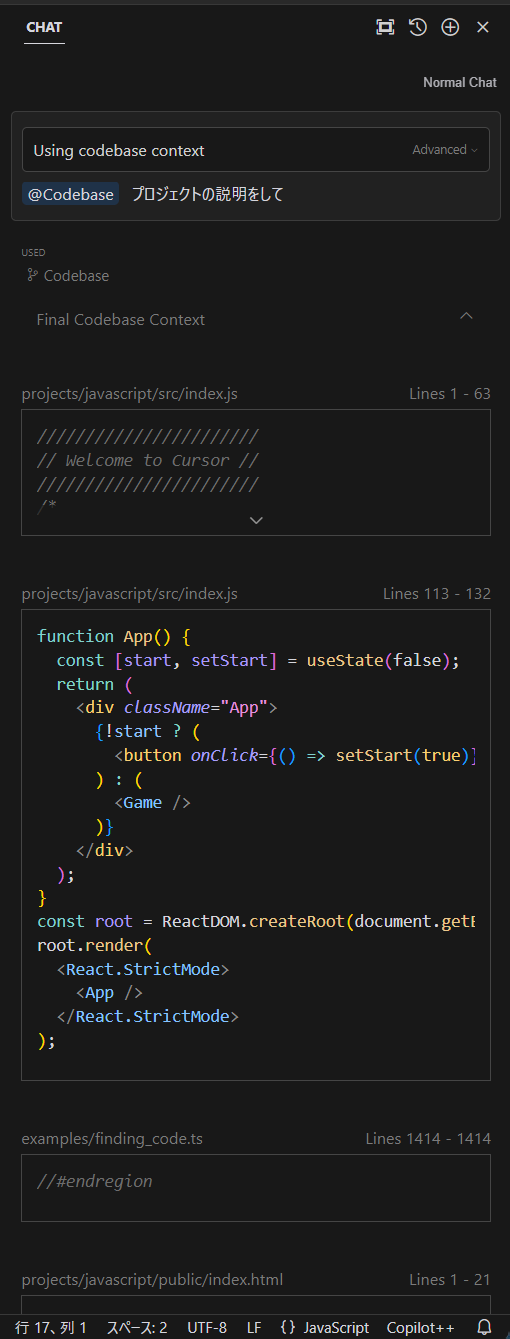 CHAT
Normal Chat
Using codebase context Advanced
@Codebase プロジェクトの説明をして
USED
Codebase
Final Codebase Context
projects/javascript/src/index.js Lines 1 - 63
///////////////////////
// Welcome to Cursor //
///////////////////////
/*
projects/javascript/src/index.js Lines 113 - 132
function App() {
  const [start, setStart] = useState(false);
  return (
    <div className="App">
      {!start ? (
        <button onClick={() => setStart(true)}
      ) : (
        <Game />
      )}
    </div>
  );
}
const root = ReactDOM.createRoot(document.getE
root.render(
  <React.StrictMode>
    <App />
  </React.StrictMode>
);
examples/finding_code.ts Lines 1414 - 1414
//#endregion
projects/javascript/public/index.html Lines 1 - 21
行 17、列 1 スペース: 2 UTF-8 LF {} JavaScript Copilot++